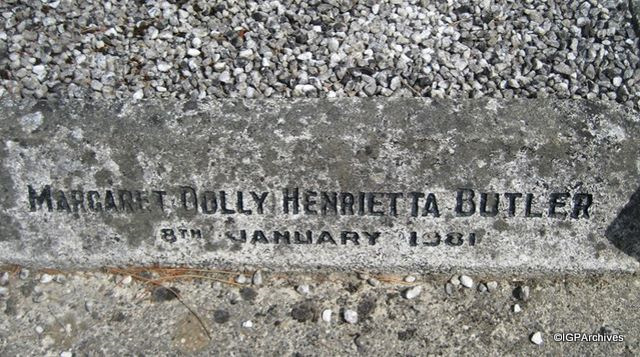 Margaret Dolly Henrietta Butler
8th January 1981
©IGPArchives